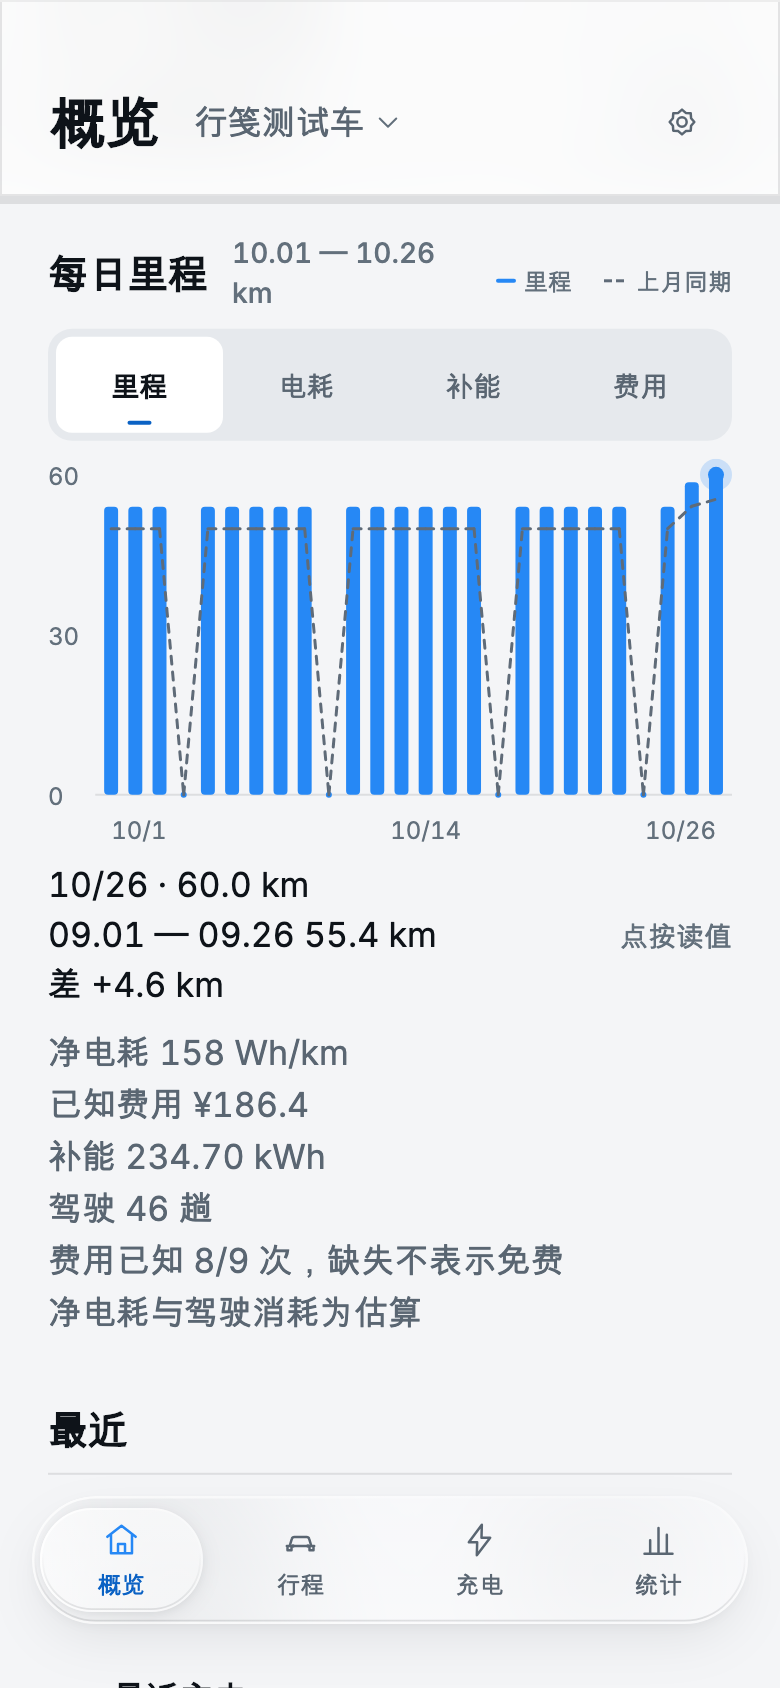 概览 行笺测试车
每日里程 10.01 — 10.26
km
里程 上月同期
里程 电耗 补能 费用
60
30
0
10/1 10/14 10/26
10/26 · 60.0 km
09.01 — 09.26 55.4 km
点按读值
差 +4.6 km
净电耗 158 Wh/km
已知费用 ¥186.4
补能 234.70 kWh
驾驶 46 趟
费用已知 8/9 次，缺失不表示免费
净电耗与驾驶消耗为估算
最近
概览 行程 充电 统计